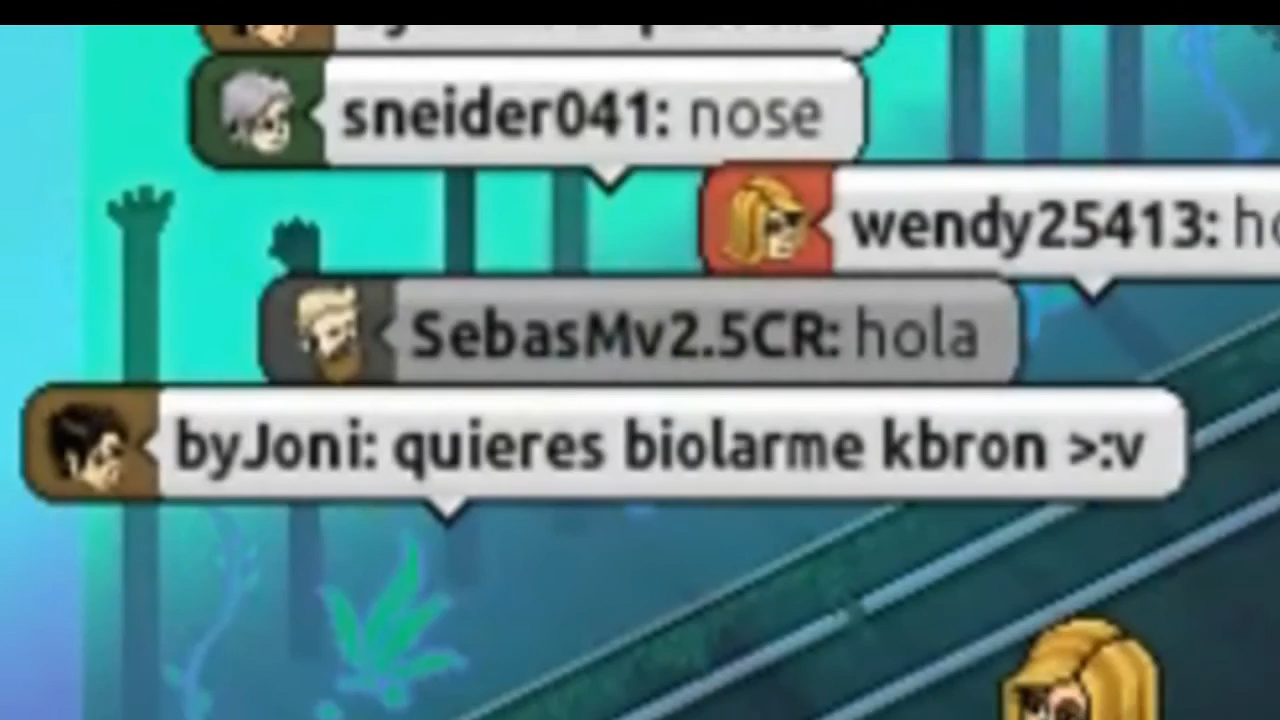 sneider041: nose
wendy25413:
SebasMv2.5CR: hola
byJoni: quieres biolarme kbron >:v